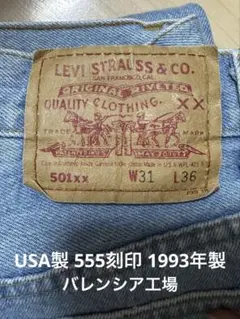 LEVI STRAUSS & CO.
SAN FRANCISCO, CAL.
ORIGINAL RIVETED
QUALITY CLOTHING.
XX
TRADE MARK
501XX W31 L36
USA製 555刻印 1993年製
バレンシア工場